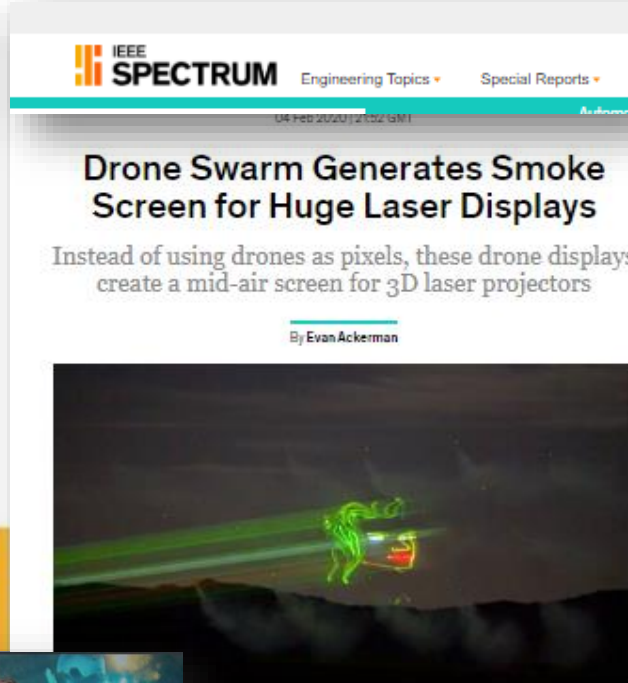 IEEE
SPECTRUM
Engineering Topics
Special Reports
04 Feb 2020 | 21:52 GMT
Drone Swarm Generates Smoke
Screen for Huge Laser Displays
Instead of using drones as pixels, these drone displays
create a mid-air screen for 3D laser projectors
By Evan Ackerman